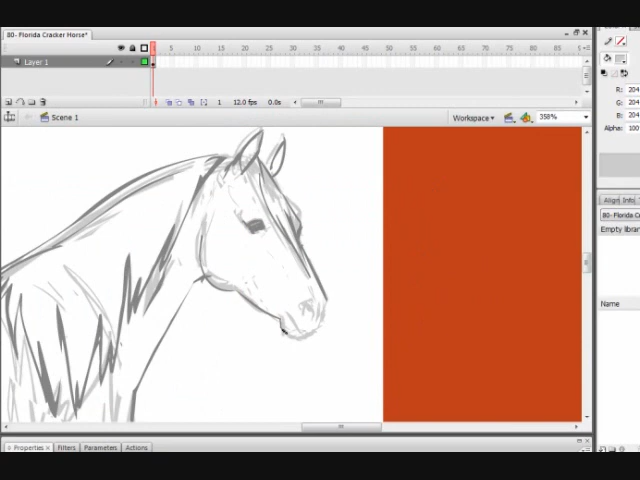 80- Florida Cracker Horse*
5 10 15 20 25 30 35 40 45 50 55 60 65 70 75 80 85 90 95
Layer 1
1 12.0 fps 0.0s
Scene 1
Workspace
358%
R: 204
G: 204
B: 204
Alpha: 100
Align Info
80- Florida C
Empty librar
Name
Properties × Filters Parameters Actions